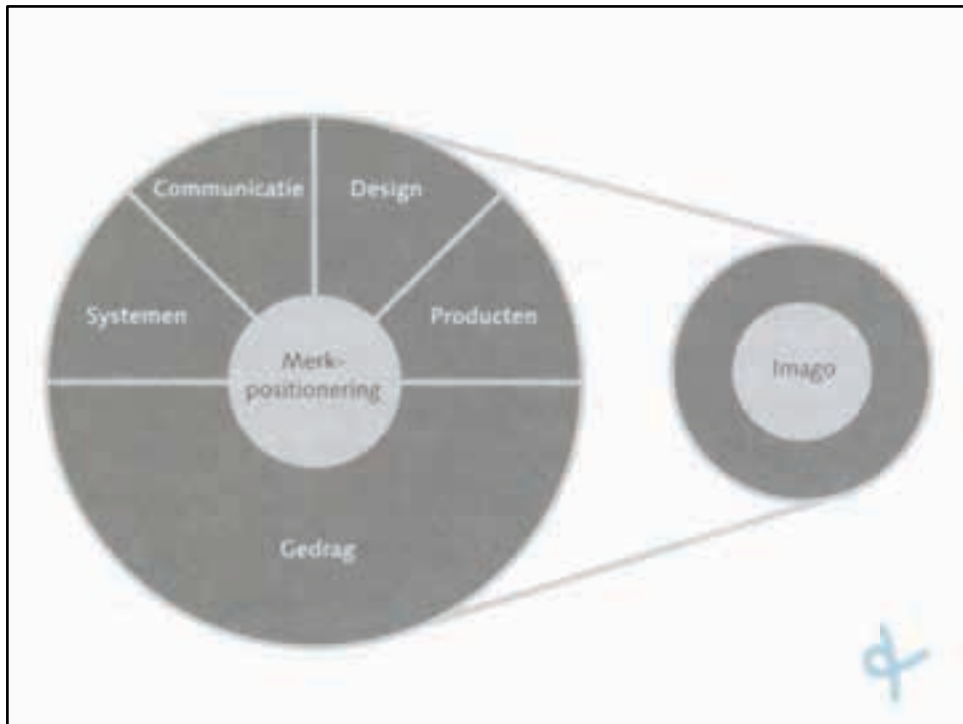 Communicatie
Design
Systemen
Producten
Merk-
positionering
Imago
Gedrag